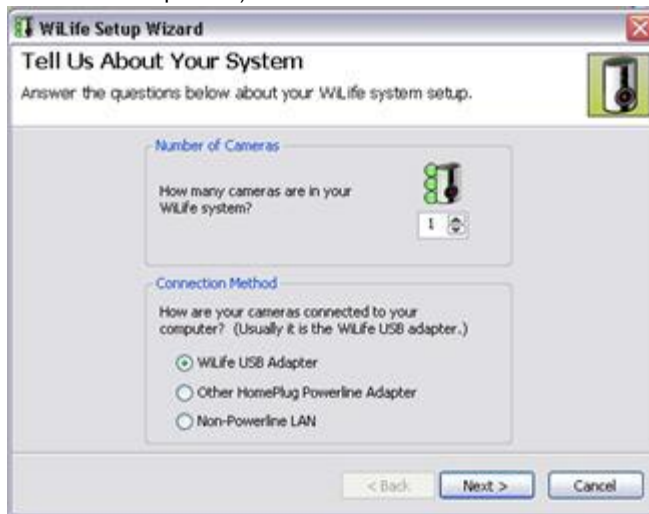 WiLife Setup Wizard
Tell Us About Your System
Answer the questions below about your WiLife system setup.
Number of Cameras
How many cameras are in your
WiLife system?
1
Connection Method
How are your cameras connected to your
computer? (Usually it is the WiLife USB adapter.)
WiLife USB Adapter
Other HomePlug Powerline Adapter
Non-Powerline LAN
< Back Next > Cancel